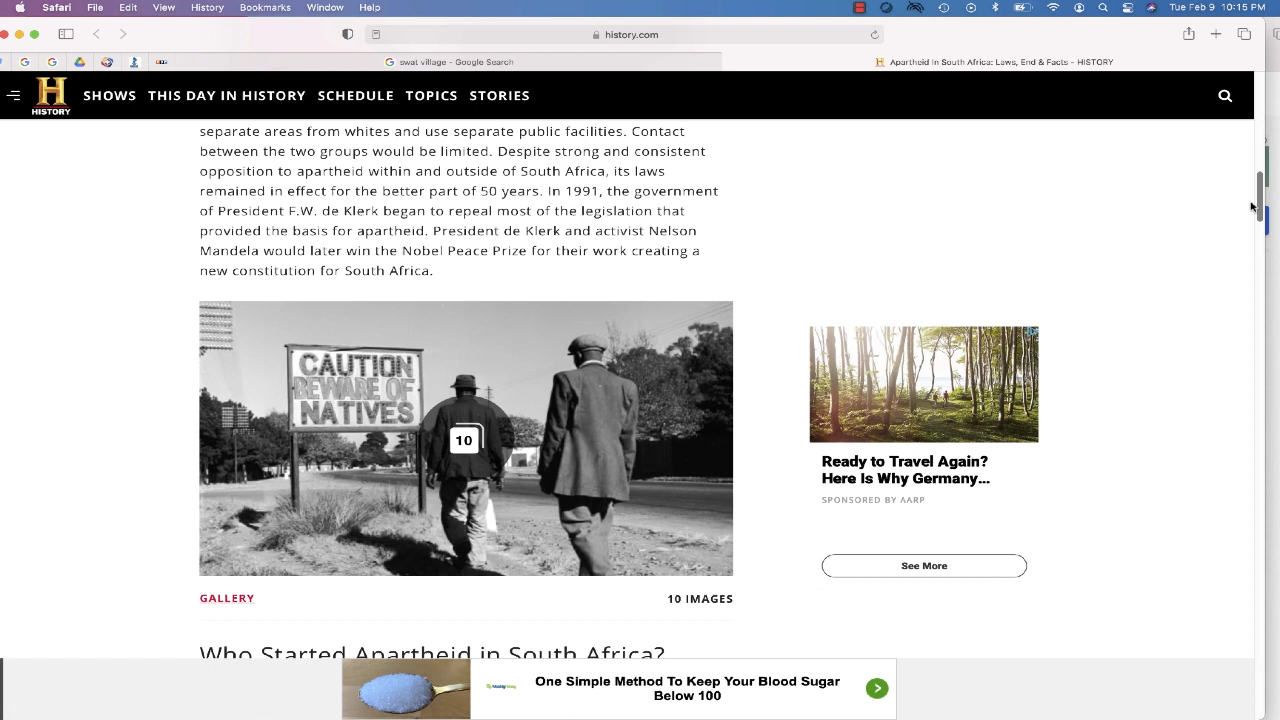 Safari File Edit View History Bookmarks Window Help
Tue Feb 9 10:15 PM
history.com
swat village - Google Search
Apartheid in South Africa: Laws, End & Facts - HISTORY
HISTORY
SHOWS THIS DAY IN HISTORY SCHEDULE TOPICS STORIES
separate areas from whites and use separate public facilities. Contact
between the two groups would be limited. Despite strong and consistent
opposition to apartheid within and outside of South Africa, its laws
remained in effect for the better part of 50 years. In 1991, the government
of President F.W. de Klerk began to repeal most of the legislation that
provided the basis for apartheid. President de Klerk and activist Nelson
Mandela would later win the Nobel Peace Prize for their work creating a
new constitution for South Africa.
CAUTION
BEWARE OF
NATIVES
10
GALLERY
10 IMAGES
Ready to Travel Again?
Here Is Why Germany...
SPONSORED BY AARP
See More
Who Started Apartheid in South Africa?
One Simple Method To Keep Your Blood Sugar
Below 100